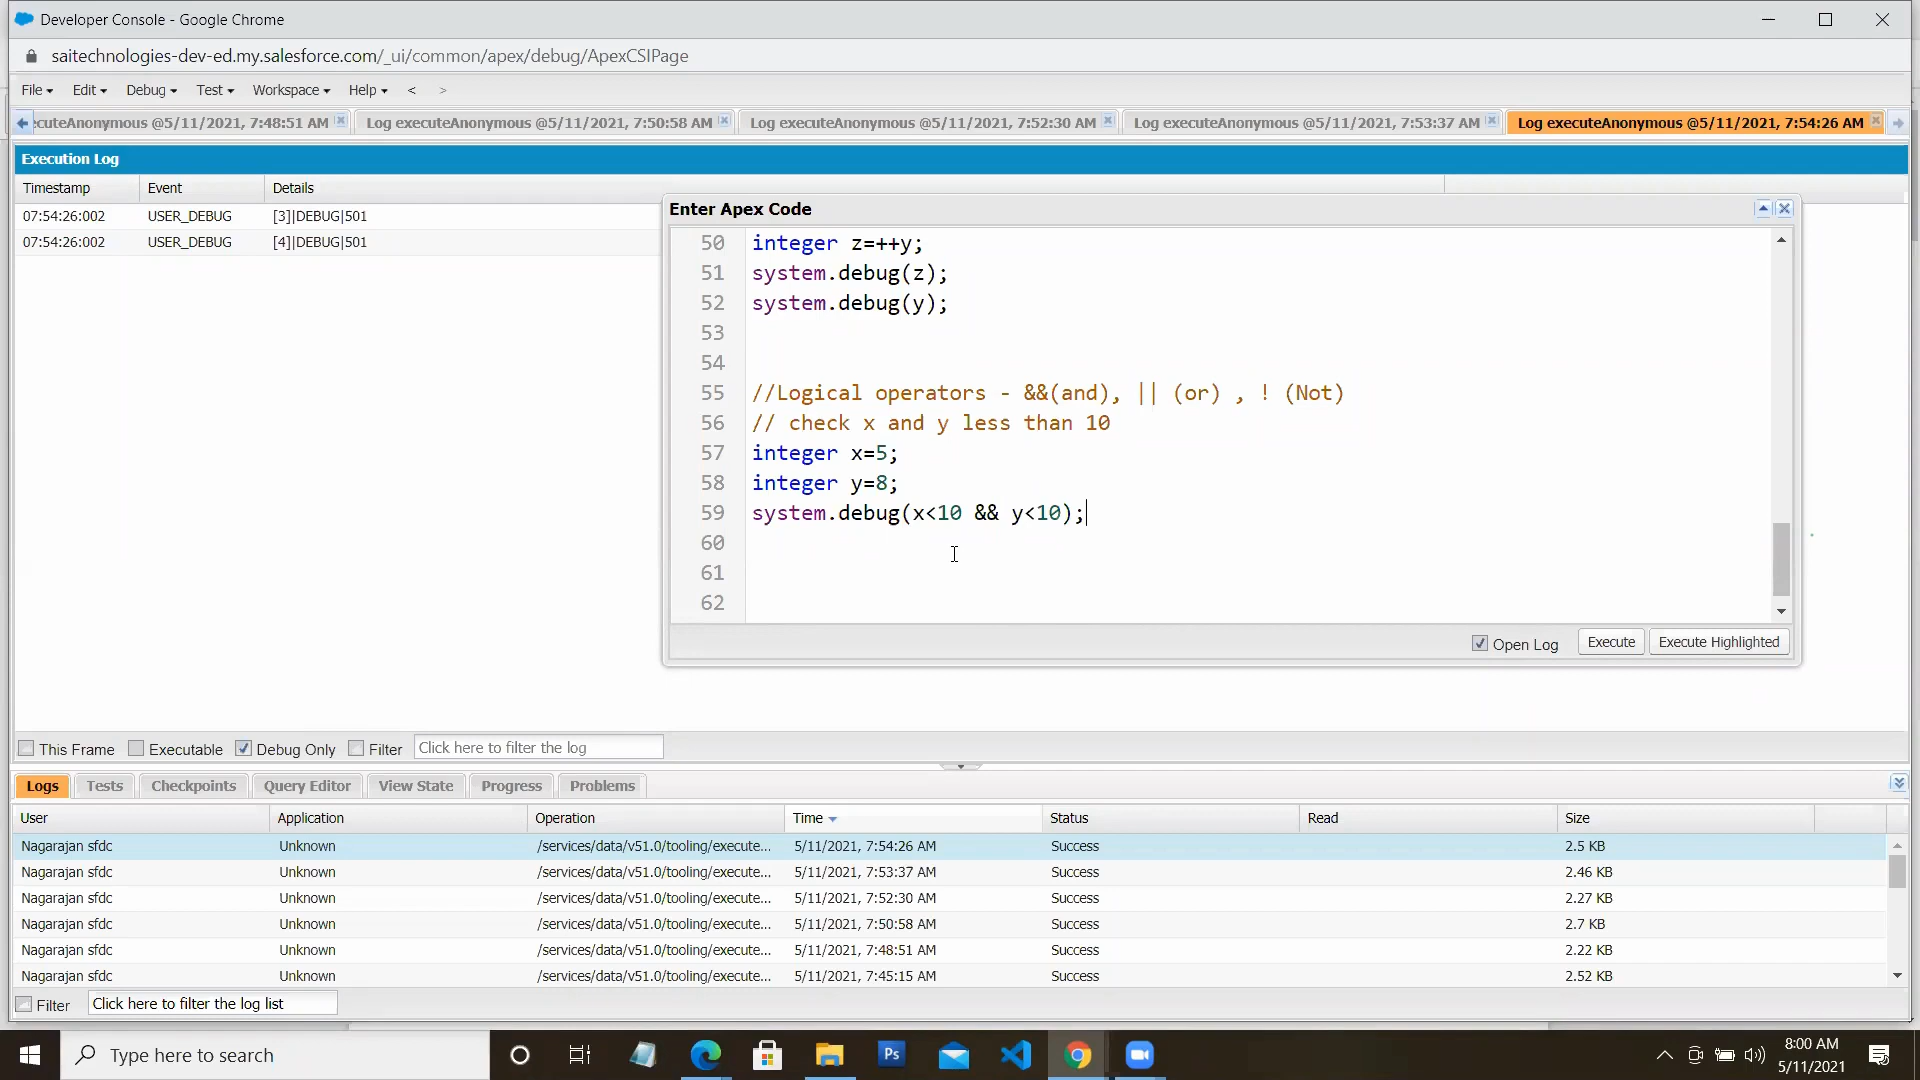 Developer Console - Google Chrome
saitechnologies-dev-ed.my.salesforce.com/_ui/common/apex/debug/ApexCSIPage
File Edit Debug Test Workspace Help < >
ecuteAnonymous @5/11/2021, 7:48:51 AM Log executeAnonymous @5/11/2021, 7:50:58 AM Log executeAnonymous @5/11/2021, 7:52:30 AM Log executeAnonymous @5/11/2021, 7:53:37 AM Log executeAnonymous @5/11/2021, 7:54:26 AM
Execution Log
Timestamp Event Details
07:54:26:002 USER_DEBUG [3]|DEBUG|501
07:54:26:002 USER_DEBUG [4]|DEBUG|501
Enter Apex Code
50 integer z=++y;
51 system.debug(z);
52 system.debug(y);
53
54
55 //Logical operators - &&(and), || (or) , ! (Not)
56 // check x and y less than 10
57 integer x=5;
58 integer y=8;
59 system.debug(x<10 && y<10);
60
61
62
Open Log Execute Execute Highlighted
This Frame Executable Debug Only Filter Click here to filter the log
Logs Tests Checkpoints Query Editor View State Progress Problems
User Application Operation Time Status Read Size
Nagarajan sfdc Unknown /services/data/v51.0/tooling/execute... 5/11/2021, 7:54:26 AM Success 2.5 KB
Nagarajan sfdc Unknown /services/data/v51.0/tooling/execute... 5/11/2021, 7:53:37 AM Success 2.46 KB
Nagarajan sfdc Unknown /services/data/v51.0/tooling/execute... 5/11/2021, 7:52:30 AM Success 2.27 KB
Nagarajan sfdc Unknown /services/data/v51.0/tooling/execute... 5/11/2021, 7:50:58 AM Success 2.7 KB
Nagarajan sfdc Unknown /services/data/v51.0/tooling/execute... 5/11/2021, 7:48:51 AM Success 2.22 KB
Nagarajan sfdc Unknown /services/data/v51.0/tooling/execute... 5/11/2021, 7:45:15 AM Success 2.52 KB
Filter Click here to filter the log list
Type here to search
Ps
8:00 AM
5/11/2021